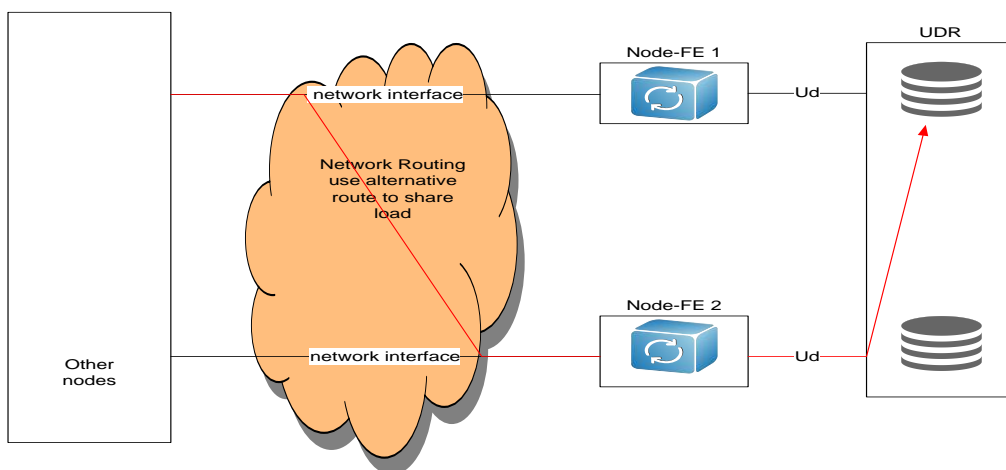 UDR
Node-FE 1
network interface
Ud
Network Routing
use alternative
route to share
load
Node-FE 2
network interface
Ud
Other
nodes